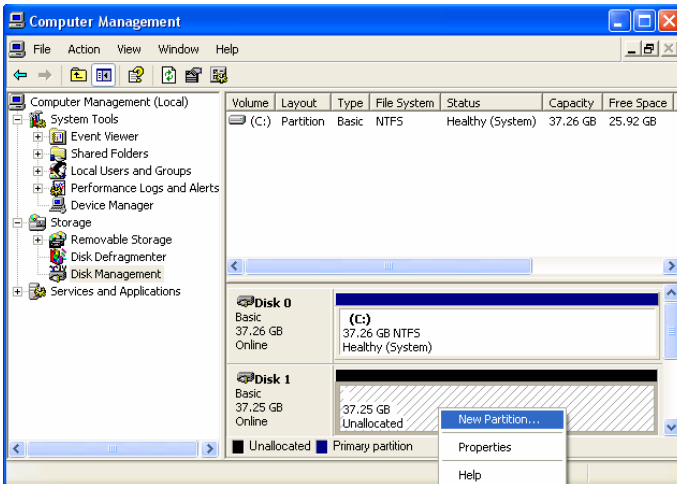 Computer Management
File Action View Window Help
Computer Management (Local)
System Tools
Event Viewer
Shared Folders
Local Users and Groups
Performance Logs and Alerts
Device Manager
Storage
Removable Storage
Disk Defragmenter
Disk Management
Services and Applications
Volume Layout Type File System Status Capacity Free Space
(C:) Partition Basic NTFS Healthy (System) 37.26 GB 25.92 GB
Disk 0
Basic
37.26 GB
Online
(C:)
37.26 GB NTFS
Healthy (System)
Disk 1
Basic
37.25 GB
Online
37.25 GB
Unallocated
New Partition...
Properties
Help
Unallocated Primary partition